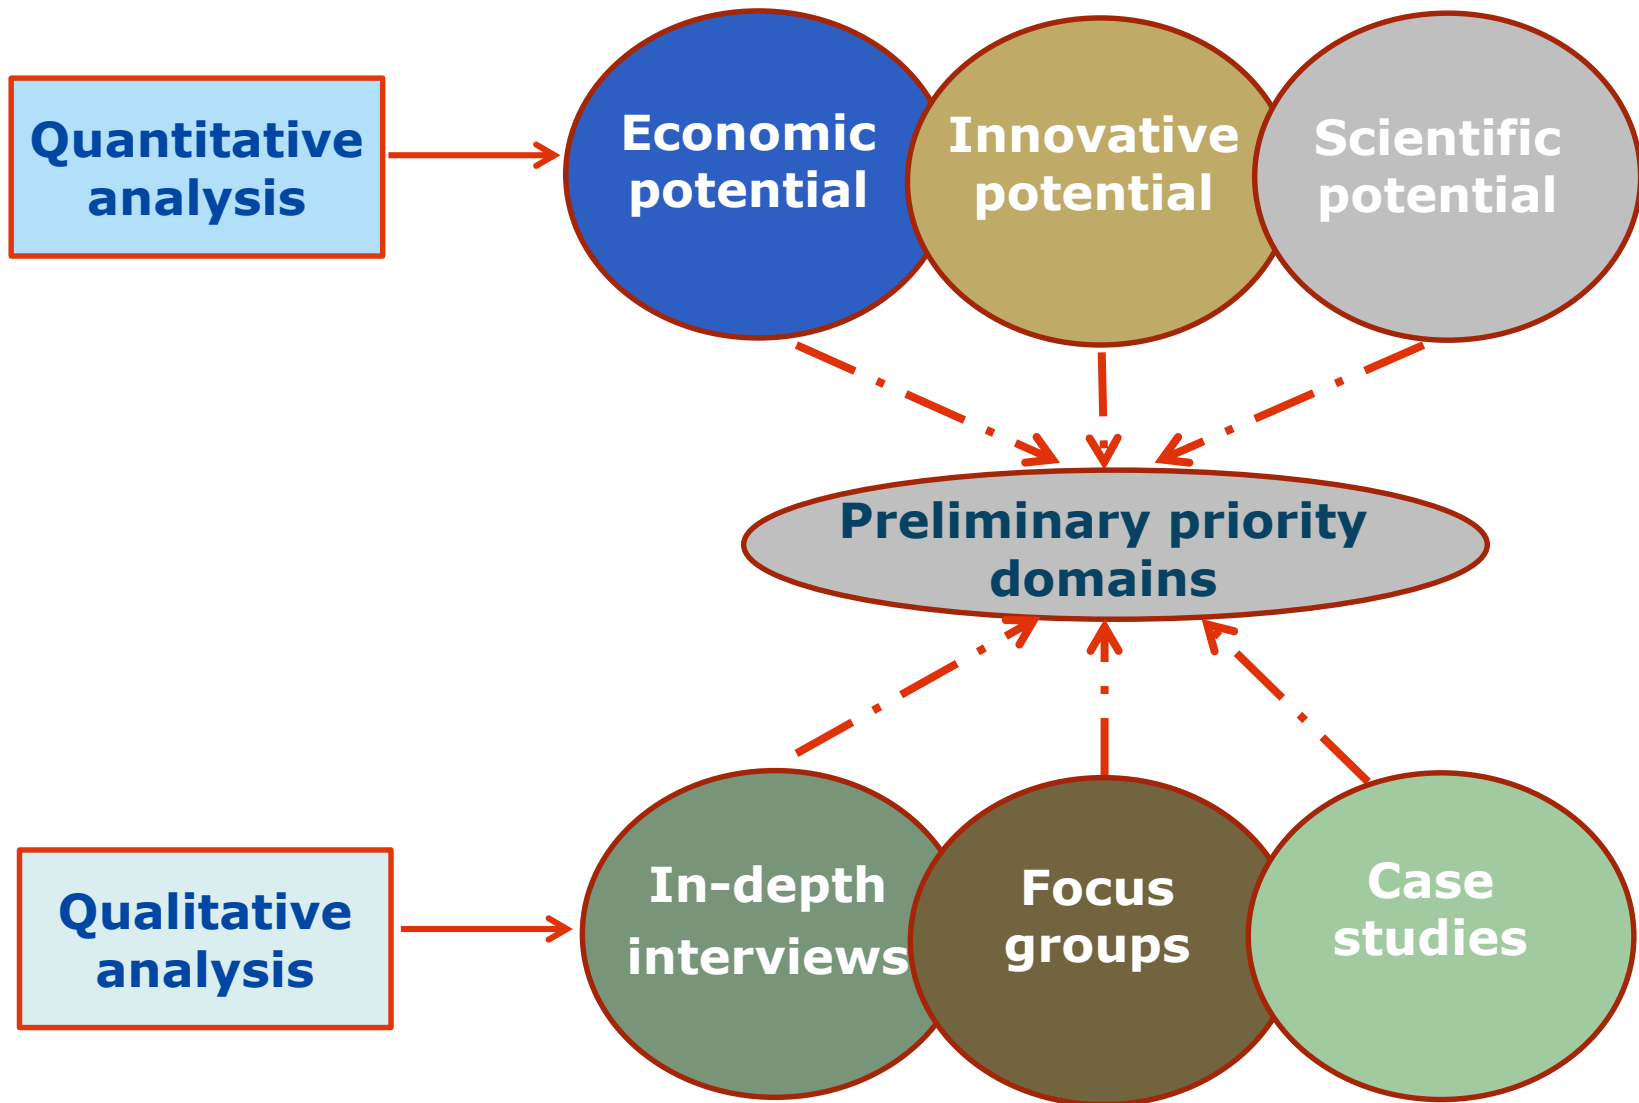 Quantitative
analysis
Economic
potential
Innovative
potential
Scientific
potential
Preliminary priority
domains
Qualitative
analysis
In-depth
interviews
Focus
groups
Case
studies